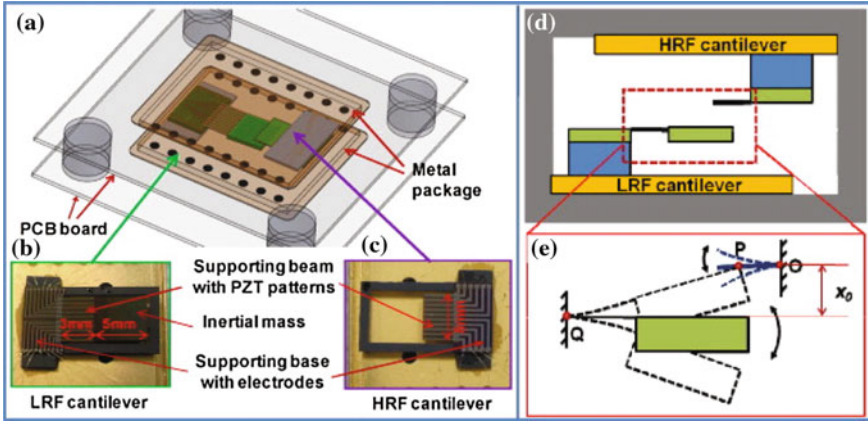 (a)
Metal
package
PCB board
(b)
(c)
Supporting beam
with PZT patterns
Inertial mass
3mm
5mm
Supporting base
with electrodes
LRF cantilever
HRF cantilever
(d)
HRF cantilever
LRF cantilever
(e)
P
O
x₀
Q